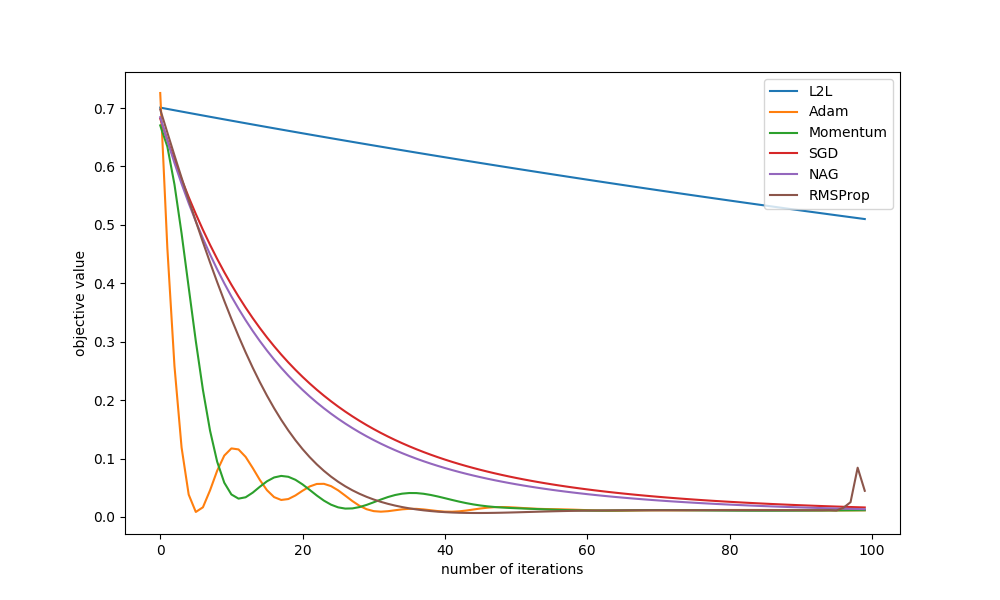 L2L
Adam
Momentum
SGD
NAG
RMSProp
0.7
0.6
0.5
0.4
0.3
0.2
0.1
0.0
objective value
0 20 40 60 80 100
number of iterations